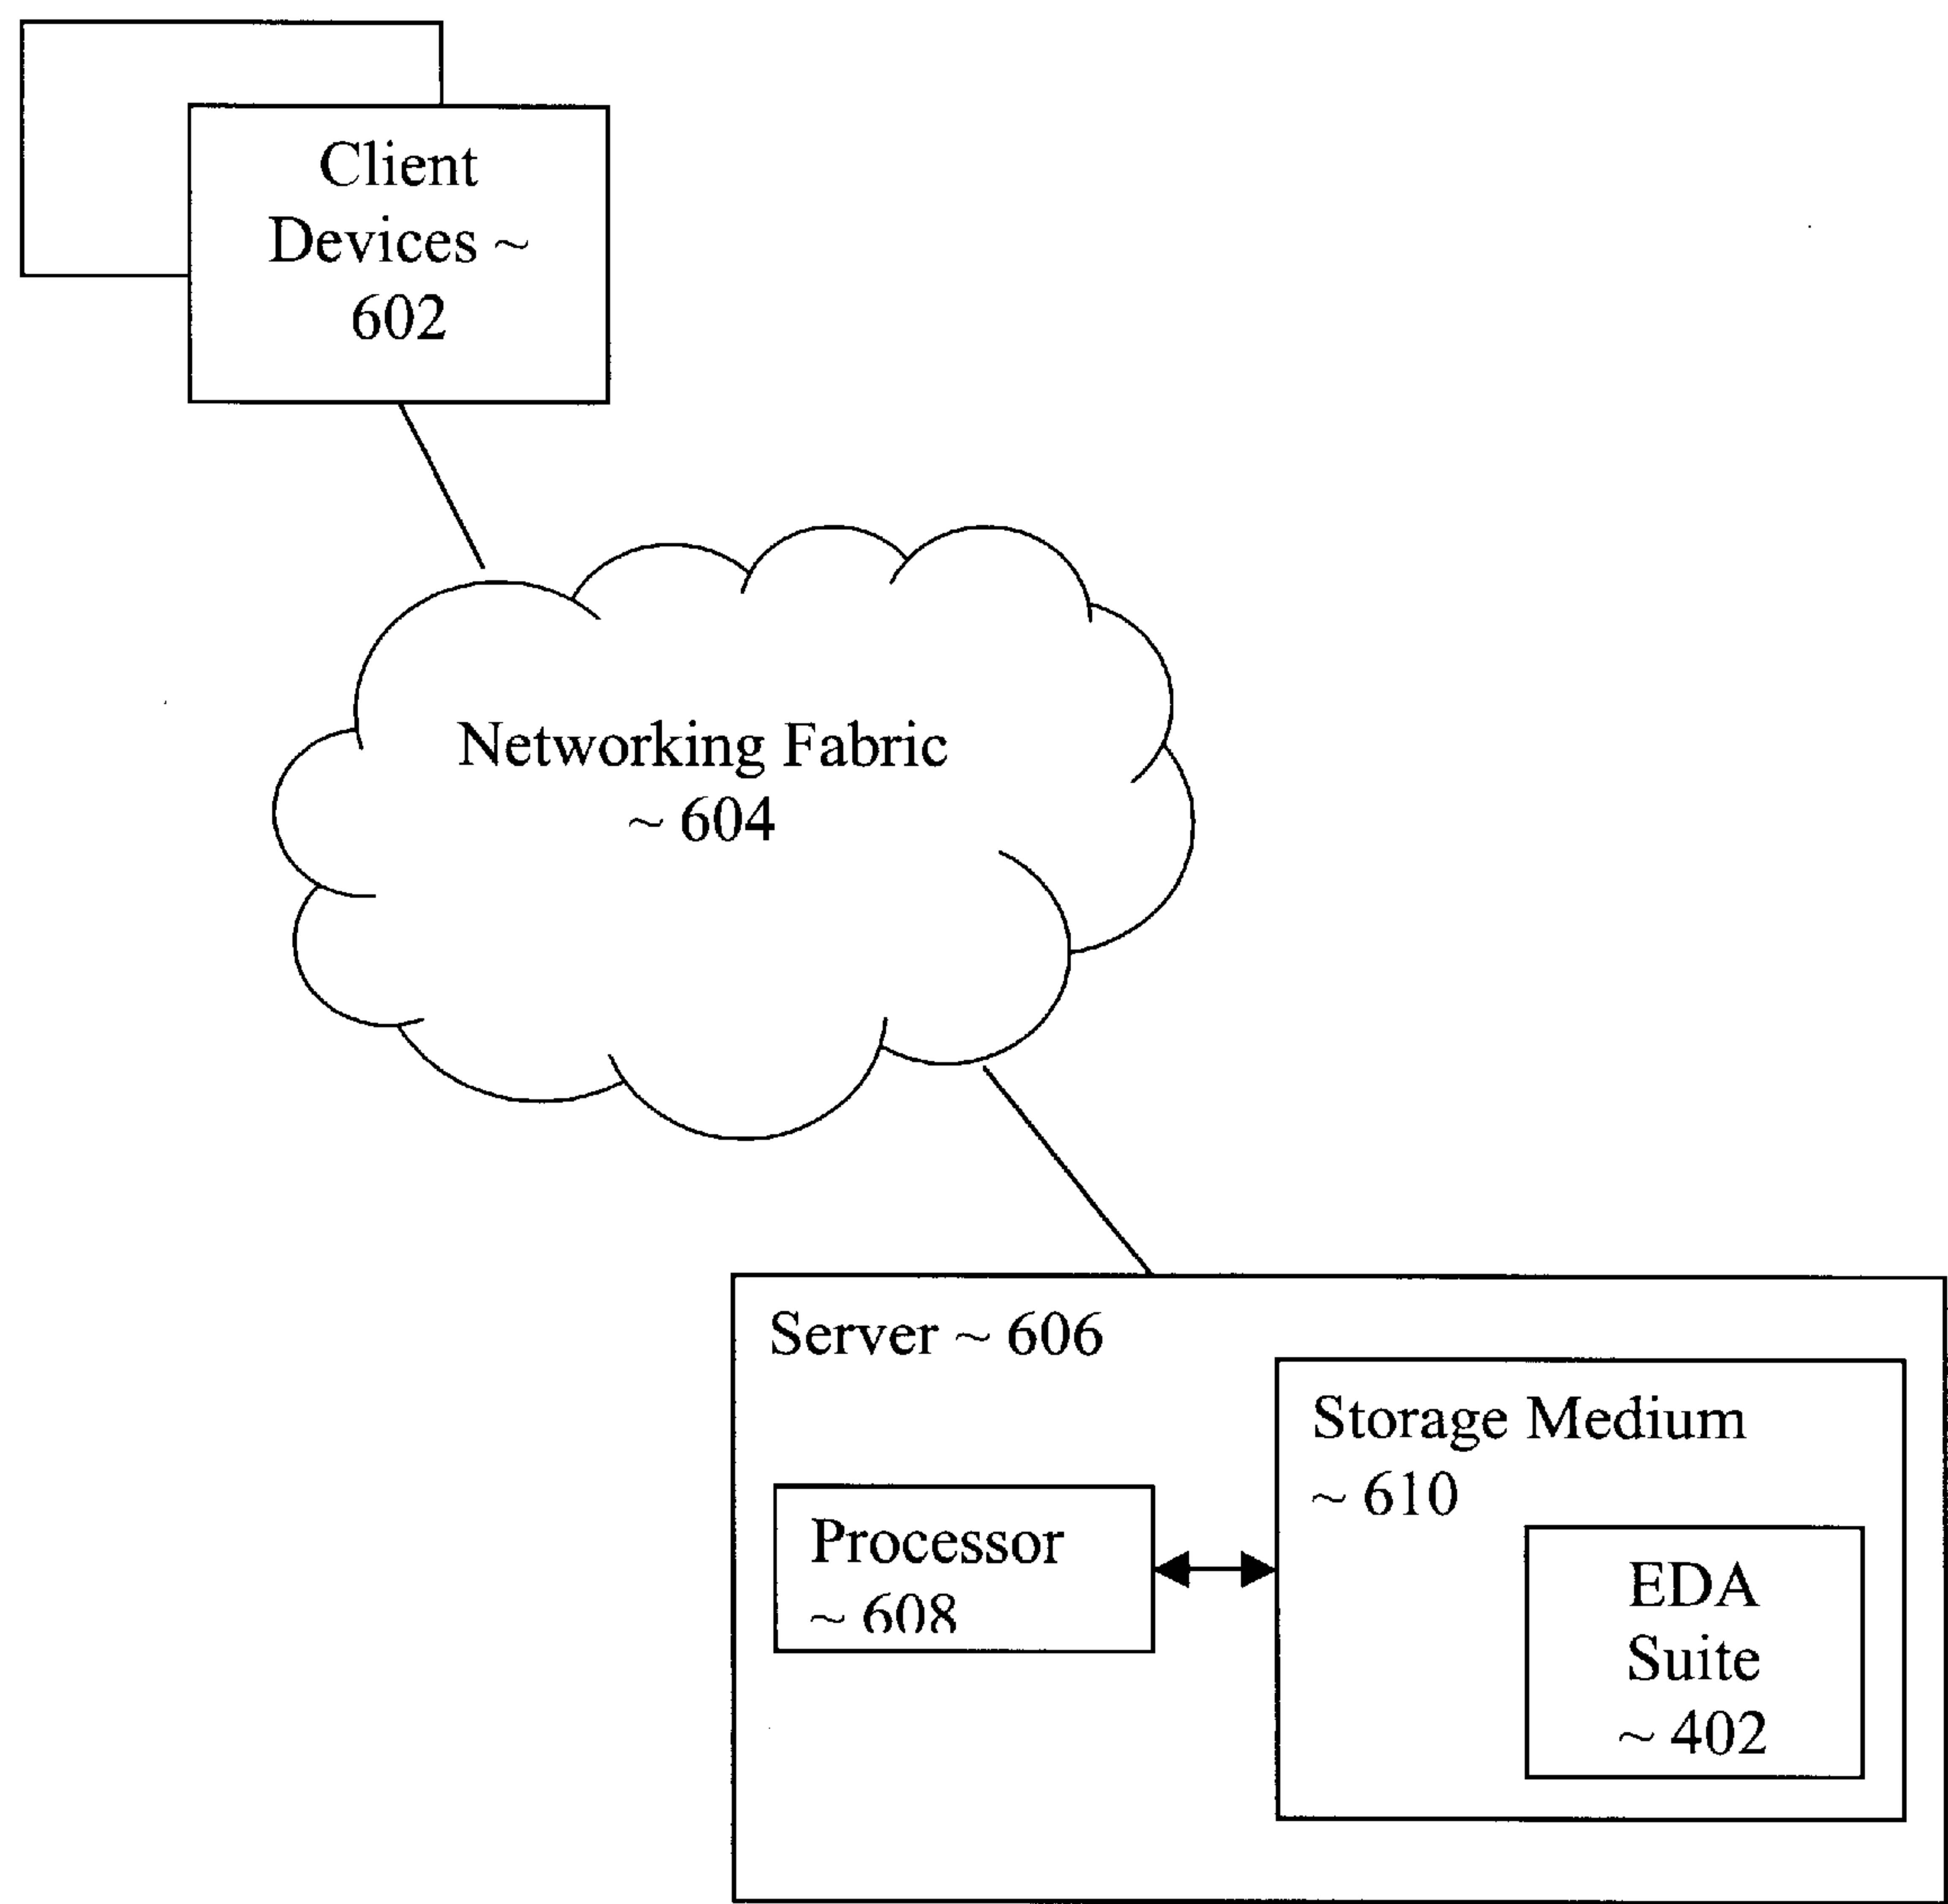 Client
Devices ~
602
Networking Fabric
~ 604
Server ~ 606
Storage Medium
~ 610
Processor
~ 608
EDA
Suite
~ 402